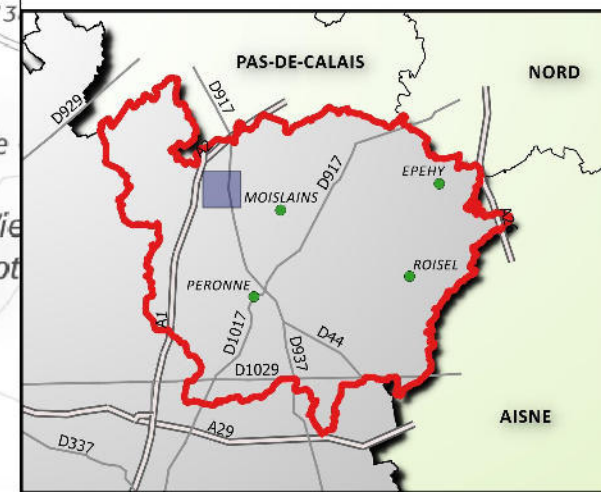 PAS-DE-CALAIS
NORD
D929
D917
A2
D917
EPEHY
MOISLAINS
A2
ROISEL
PERONNE
A1
D1017
D937
D44
D1029
AISNE
A29
D337